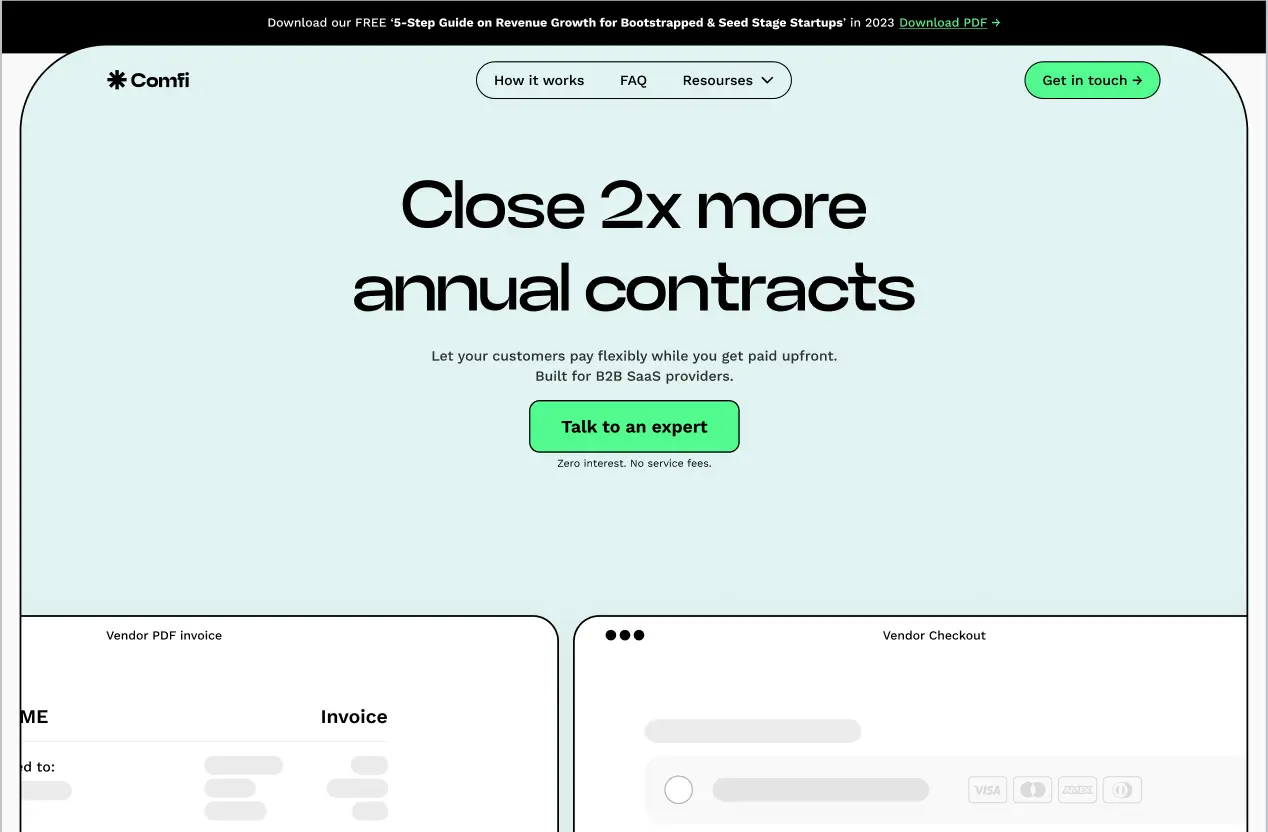 Download our FREE ‘5-Step Guide on Revenue Growth for Bootstrapped & Seed Stage Startups’ in 2023 Download PDF →
Comfi
How it works FAQ Resourses
Get in touch →
Close 2x more
annual contracts
Let your customers pay flexibly while you get paid upfront.
Built for B2B SaaS providers.
Talk to an expert
Zero interest. No service fees.
Vendor PDF invoice
ME Invoice
ed to:
Vendor Checkout
VISA AMEX